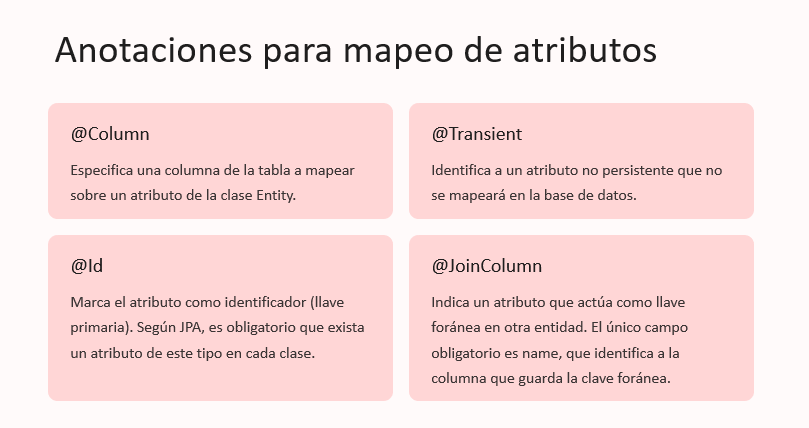 Anotaciones para mapeo de atributos
@Column
Especifica una columna de la tabla a mapear
sobre un atributo de la clase Entity.
@Transient
Identifica a un atributo no persistente que no
se mapeará en la base de datos.
@Id
Marca el atributo como identificador (llave
primaria). Según JPA, es obligatorio que exista
un atributo de este tipo en cada clase.
@JoinColumn
Indica un atributo que actúa como llave
foránea en otra entidad. El único campo
obligatorio es name, que identifica a la
columna que guarda la clave foránea.